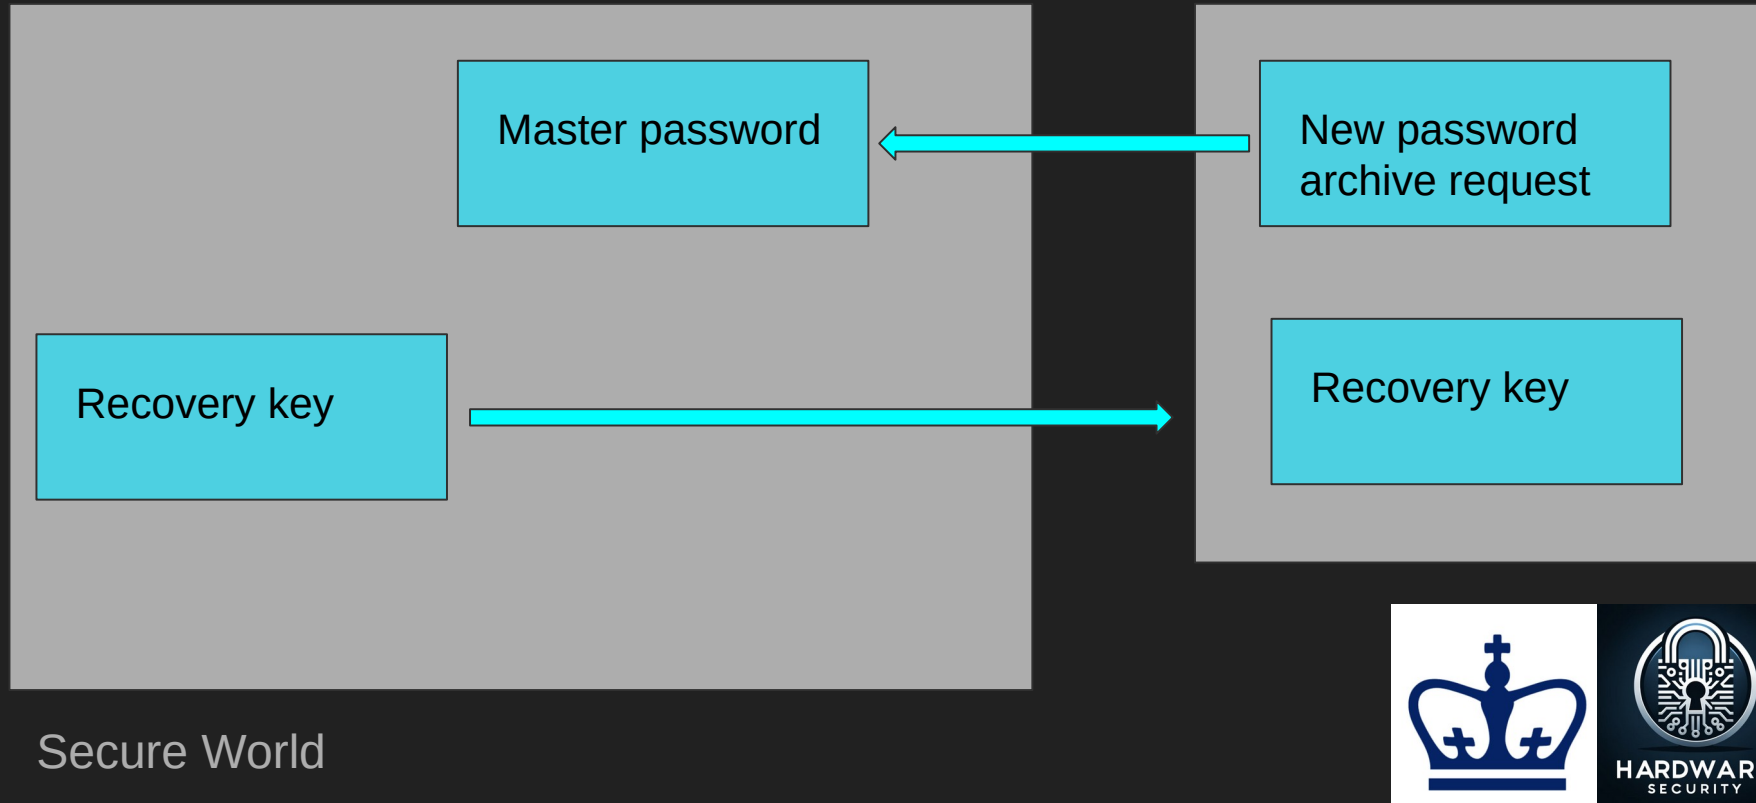 Master password
New password
archive request
Recovery key
Recovery key
Secure World
HARDWAR
SECURITY